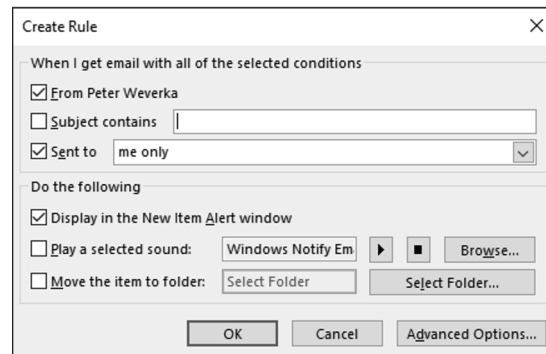 Create Rule
When I get email with all of the selected conditions
From Peter Weverka
Subject contains
Sent to me only
Do the following
Display in the New Item Alert window
Play a selected sound: Windows Notify Em Browse...
Move the item to folder: Select Folder Select Folder...
OK Cancel Advanced Options...